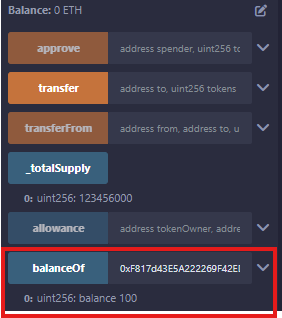 Balance: 0 ETH
approve address spender, uint256 to
transfer address to, uint256 tokens
transferFrom address from, address to, u
_totalSupply
0: uint256: 123456000
allowance address tokenOwner, addre
balanceOf 0xF817d43E5A222269F42EI
0: uint256: balance 100